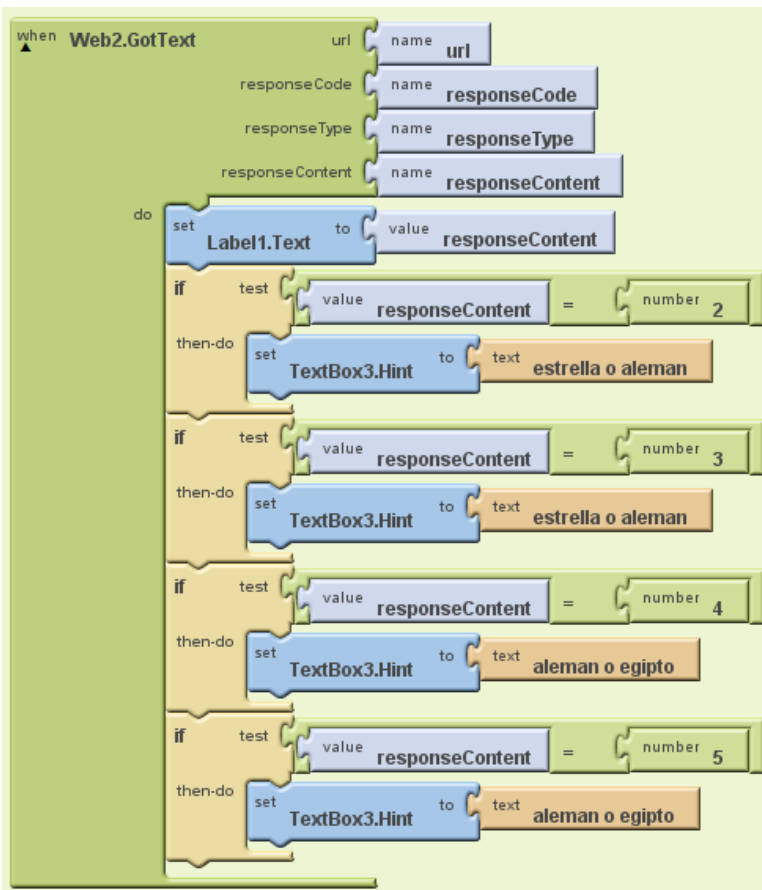 when Web2.GotText url name url
responseCode name responseCode
responseType name responseType
responseContent name responseContent
do set Label1.Text to value responseContent
if test value responseContent = number 2
then-do set TextBox3.Hint to text estrella o aleman
if test value responseContent = number 3
then-do set TextBox3.Hint to text estrella o aleman
if test value responseContent = number 4
then-do set TextBox3.Hint to text aleman o egipto
if test value responseContent = number 5
then-do set TextBox3.Hint to text aleman o egipto